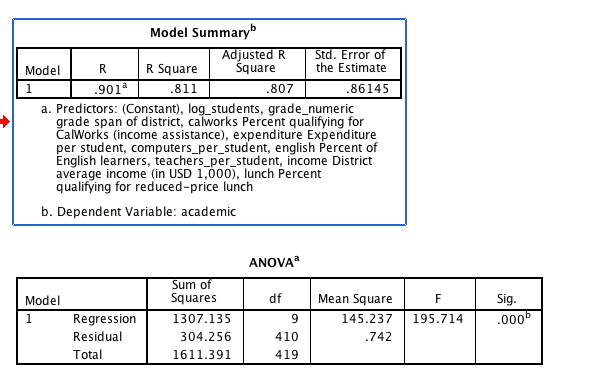 Model Summaryb
Model R R Square Adjusted R Square Std. Error of the Estimate
1 .901a .811 .807 .86145
a. Predictors: (Constant), log_students, grade_numeric
grade span of district, calworks Percent qualifying for
CalWorks (income assistance), expenditure Expenditure
per student, computers_per_student, english Percent of
English learners, teachers_per_student, income District
average income (in USD 1,000), lunch Percent
qualifying for reduced-price lunch
b. Dependent Variable: academic
ANOVAa
Model Sum of Squares df Mean Square F Sig.
1 Regression 1307.135 9 145.237 195.714 .000b
Residual 304.256 410 .742
Total 1611.391 419